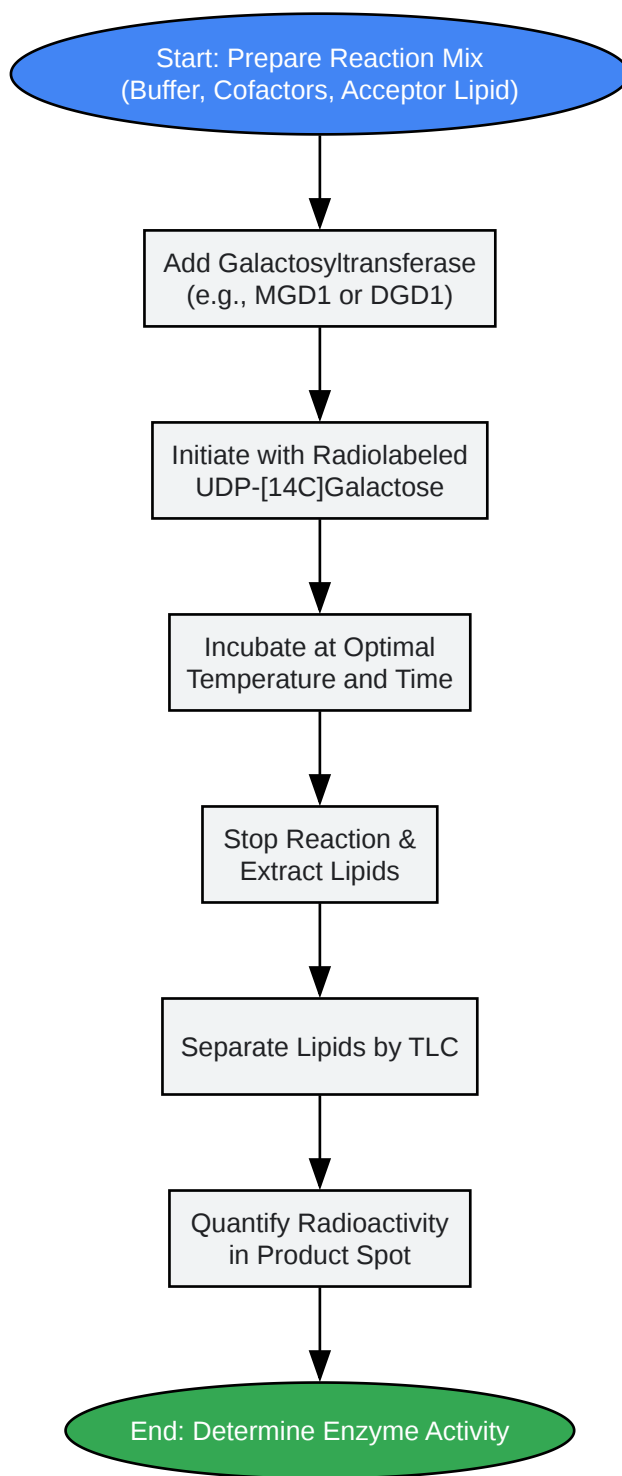 Start: Prepare Reaction Mix
(Buffer, Cofactors, Acceptor Lipid)
Add Galactosyltransferase
(e.g., MGD1 or DGD1)
Initiate with Radiolabeled
UDP-[14C]Galactose
Incubate at Optimal
Temperature and Time
Stop Reaction &
Extract Lipids
Separate Lipids by TLC
Quantify Radioactivity
in Product Spot
End: Determine Enzyme Activity